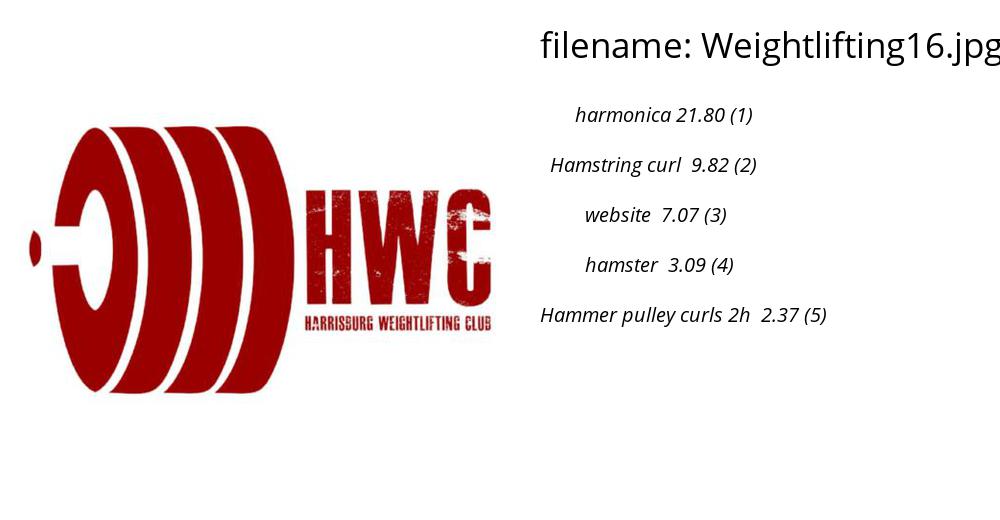 filename: Weightlifting16.jpg
harmonica 21.80 (1)
Hamstring curl 9.82 (2)
website 7.07 (3)
hamster 3.09 (4)
Hammer pulley curls 2h 2.37 (5)
HWC
HARRISBURG WEIGHTLIFTING CLUB